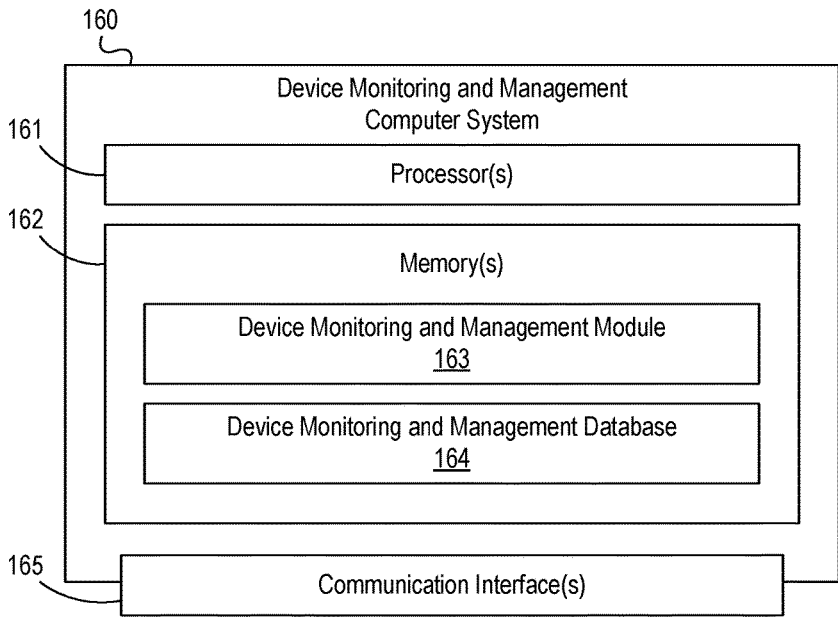 160
Device Monitoring and Management
Computer System
161
Processor(s)
162
Memory(s)
Device Monitoring and Management Module
163
Device Monitoring and Management Database
164
165
Communication Interface(s)